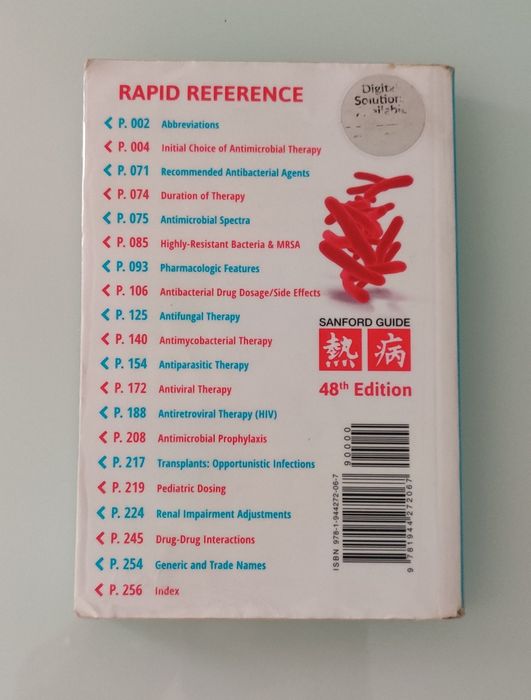 RAPID REFERENCE
P. 002 Abbreviations
P. 004 Initial Choice of Antimicrobial Therapy
P. 071 Recommended Antibacterial Agents
P. 074 Duration of Therapy
P. 075 Antimicrobial Spectra
P. 085 Highly-Resistant Bacteria & MRSA
P. 093 Pharmacologic Features
P. 106 Antibacterial Drug Dosage/Side Effects
P. 125 Antifungal Therapy
P. 140 Antimycobacterial Therapy
P. 154 Antiparasitic Therapy
P. 172 Antiviral Therapy
P. 188 Antiretroviral Therapy (HIV)
P. 208 Antimicrobial Prophylaxis
P. 217 Transplants: Opportunistic Infections
P. 219 Pediatric Dosing
P. 224 Renal Impairment Adjustments
P. 245 Drug-Drug Interactions
P. 254 Generic and Trade Names
P. 256 Index
Digita
Solution
SANFORD GUIDE
熱病
48th Edition
90000
ISBN 978-1-944272-06-7
9 781944 272067